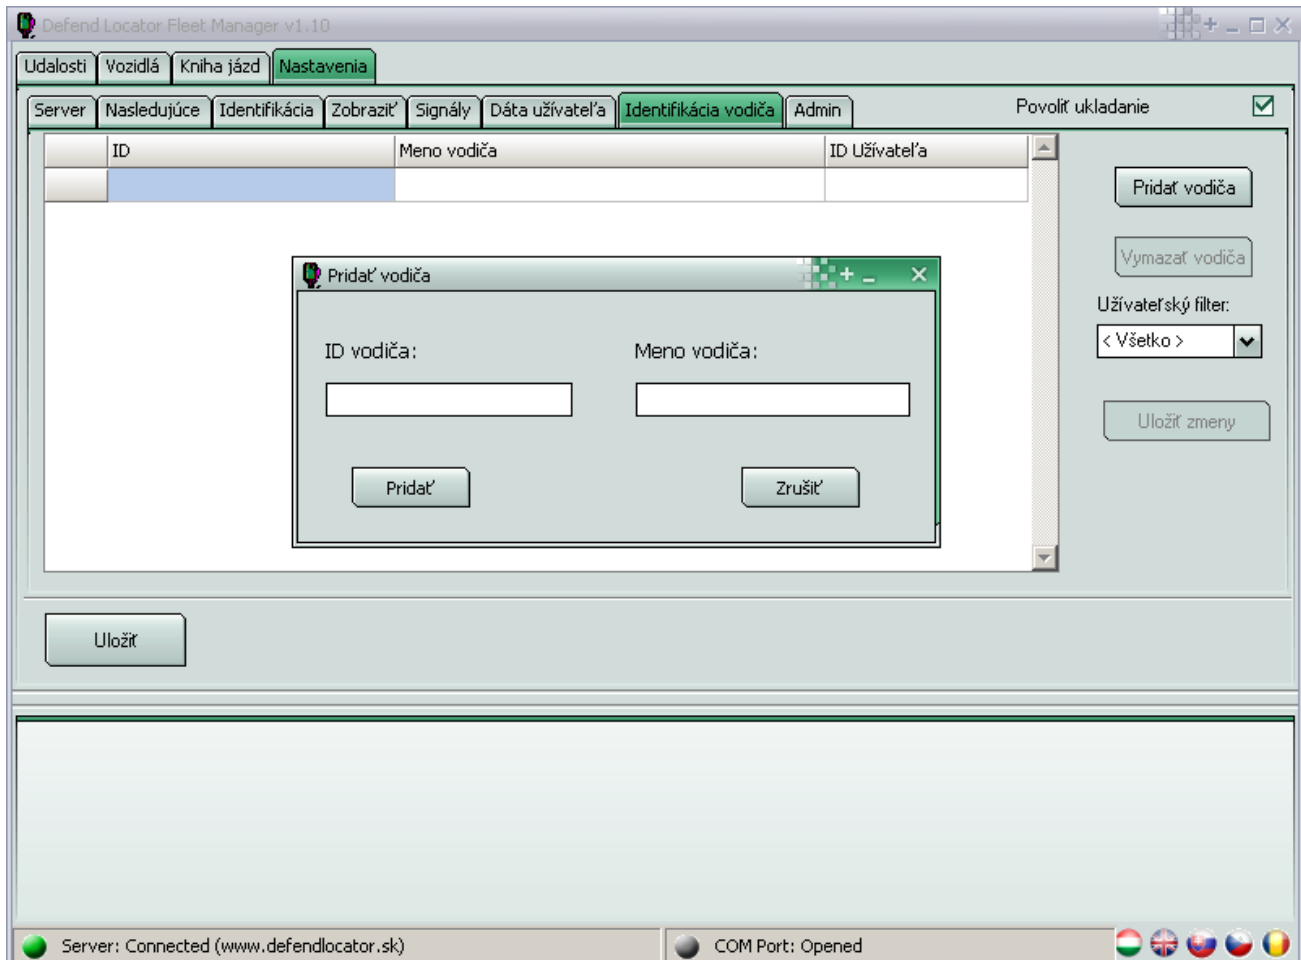 Defend Locator Fleet Manager v1.10
Udalosti Vozidlá Kniha jázd Nastavenia
Server Nasledujúce Identifikácia Zobraziť Signály Dáta užívateľa Identifikácia vodiča Admin Povoliť ukladanie
ID Meno vodiča ID Užívateľa
Pridať vodiča
Vymazať vodiča
Pridať vodiča
Užívateľský filter:
< Všetko >
ID vodiča: Meno vodiča:
Uložiť zmeny
Pridať Zrušiť
Uložiť
Server: Connected (www.defendlocator.sk) COM Port: Opened